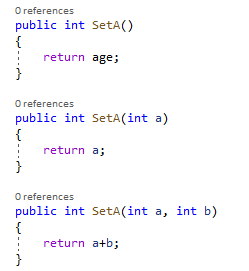 0 references
public int SetA()
{
return age;
}
0 references
public int SetA(int a)
{
return a;
}
0 references
public int SetA(int a, int b)
{
return a+b;
}